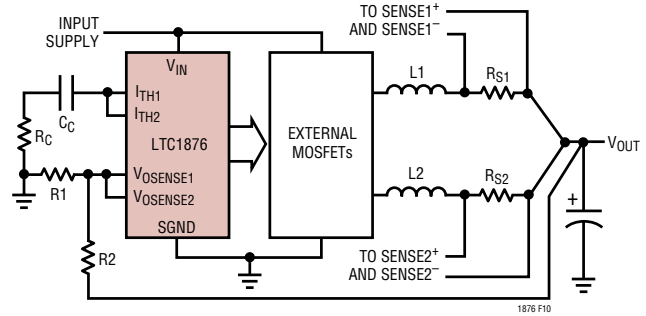 TO SENSE1+
AND SENSE1−
INPUT
SUPPLY
VIN
ITH1
ITH2
LTC1876
VOSENSE1
VOSENSE2
SGND
CC
RC
R1
R2
EXTERNAL
MOSFETs
L1
RS1
L2
RS2
VOUT
+
TO SENSE2+
AND SENSE2−
1876 F10